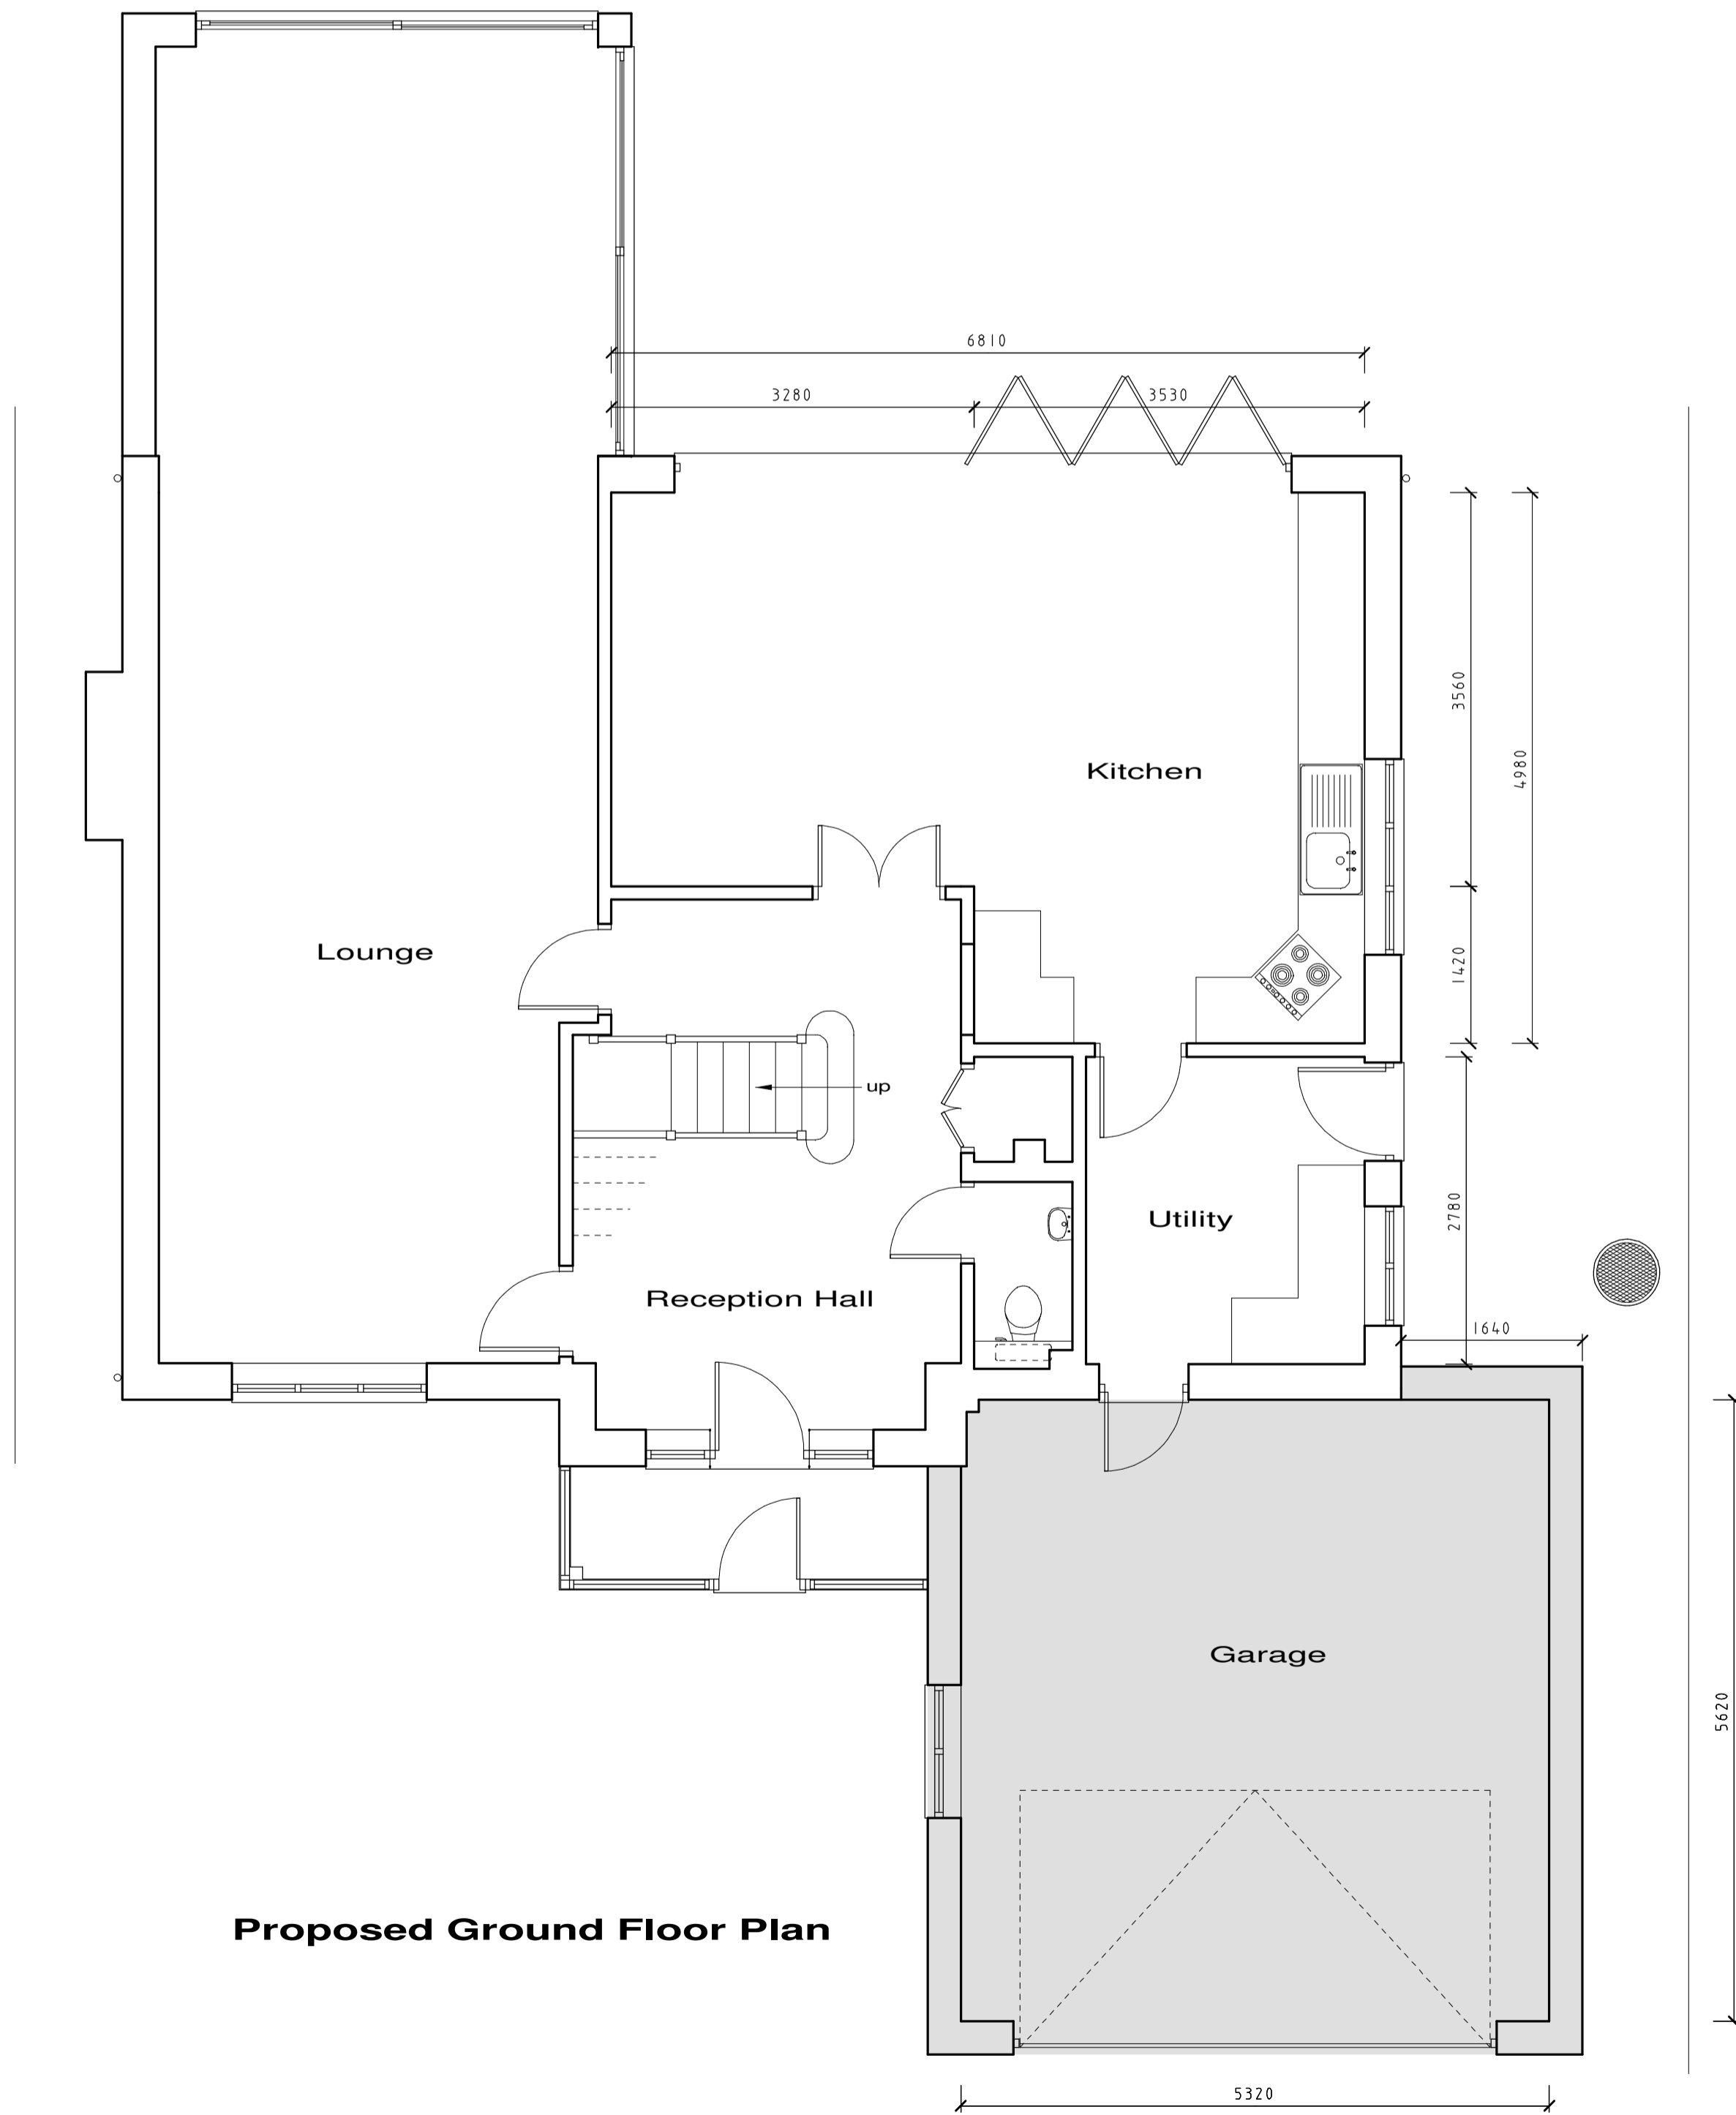 6810
3280
3530
3560
4980
Kitchen
Lounge
1420
up
2780
Utility
Reception Hall
1640
Garage
5620
Proposed Ground Floor Plan
5320